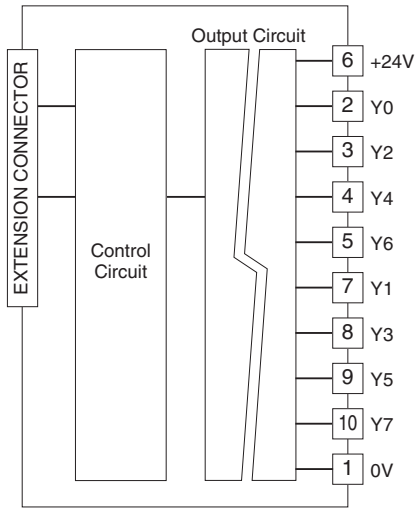 Output Circuit
EXTENSION CONNECTOR
Control
Circuit
6 +24V
2 Y0
3 Y2
4 Y4
5 Y6
7 Y1
8 Y3
9 Y5
10 Y7
1 0V